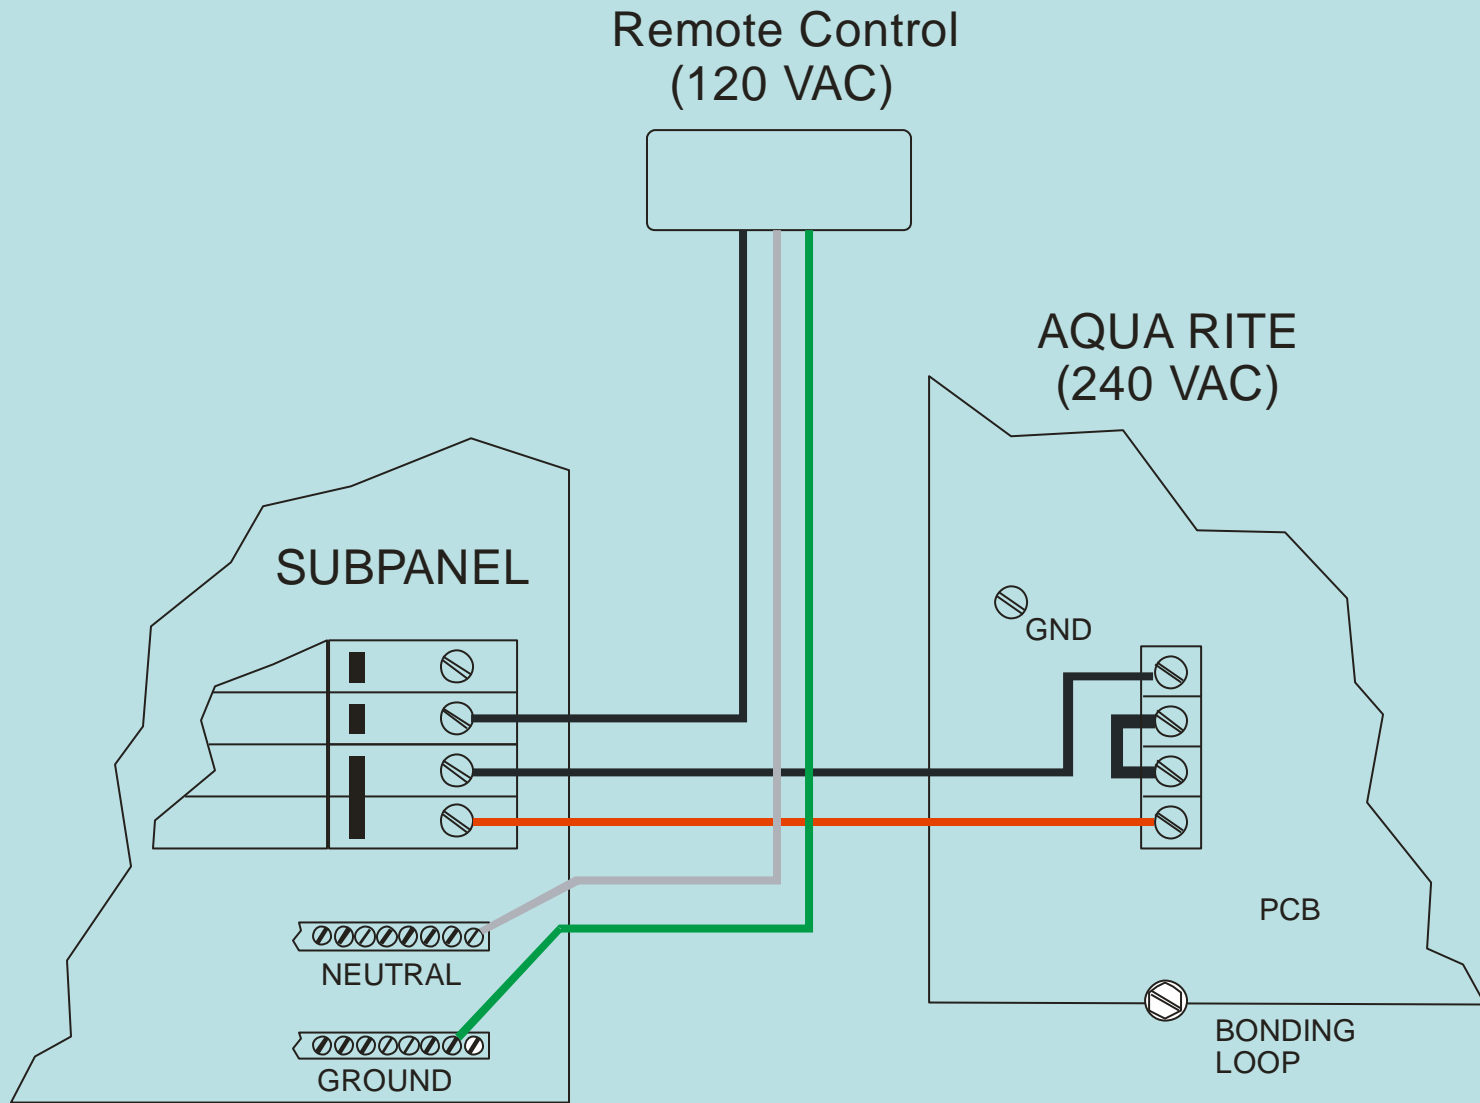 Remote Control
(120 VAC)
AQUA RITE
(240 VAC)
SUBPANEL
GND
PCB
NEUTRAL
BONDING
LOOP
GROUND